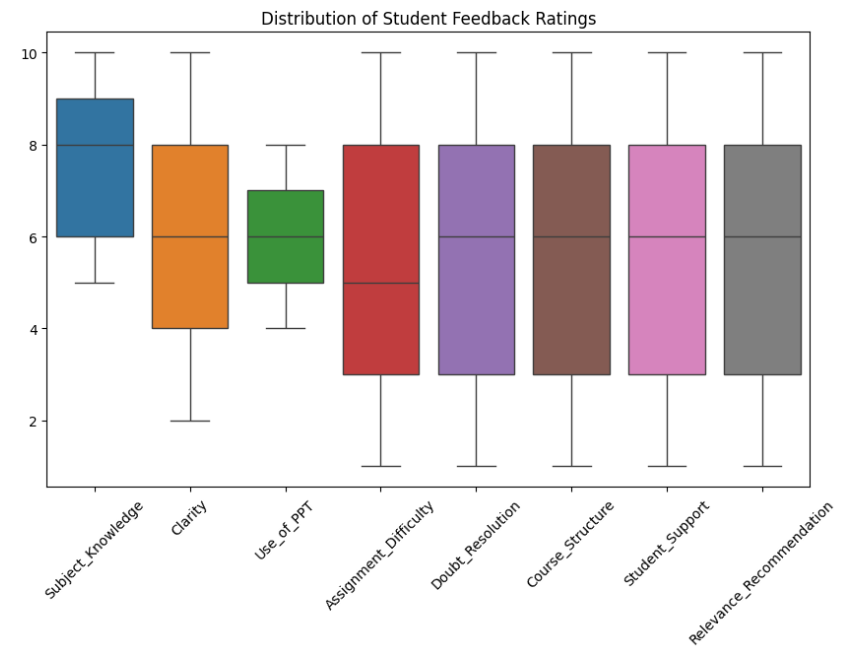 Distribution of Student Feedback Ratings
10
8
6
4
2
Subject_Knowledge
Clarity
Use_of_PPT
Assignment_Difficulty
Doubt_Resolution
Course_Structure
Student_Support
Relevance_Recommendation